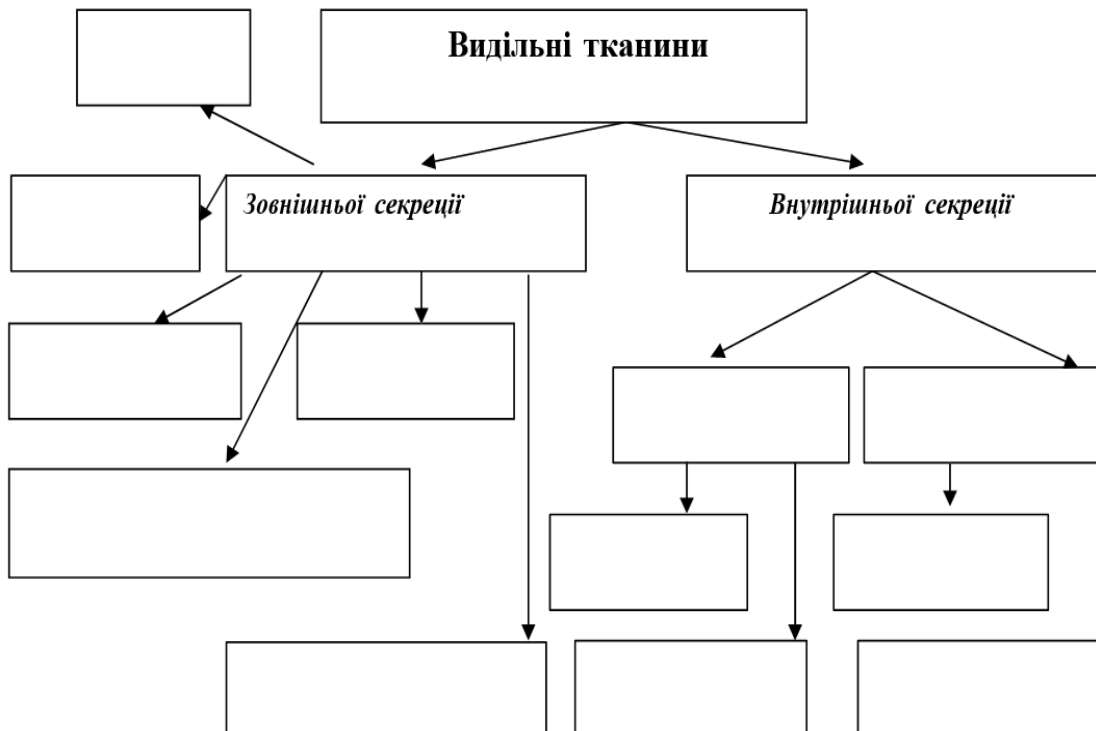 Видільні тканини
Зовнішньої секреції
Внутрішньої секреції